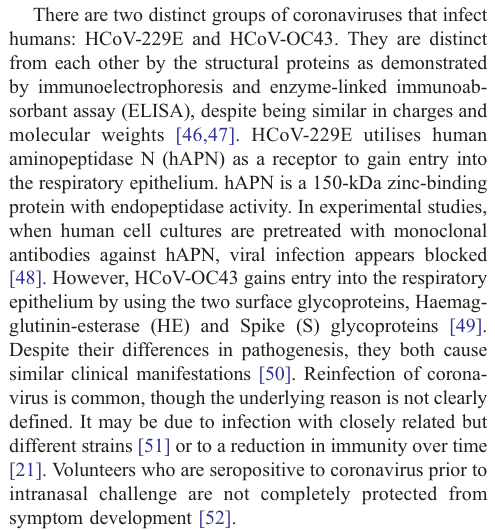 There are two distinct groups of coronaviruses that infect
humans: HCoV-229E and HCoV-OC43. They are distinct
from each other by the structural proteins as demonstrated
by immunoelectrophoresis and enzyme-linked immunoab-
sorbant assay (ELISA), despite being similar in charges and
molecular weights [46,47]. HCoV-229E utilises human
aminopeptidase N (hAPN) as a receptor to gain entry into
the respiratory epithelium. hAPN is a 150-kDa zinc-binding
protein with endopeptidase activity. In experimental studies,
when human cell cultures are pretreated with monoclonal
antibodies against hAPN, viral infection appears blocked
[48]. However, HCoV-OC43 gains entry into the respiratory
epithelium by using the two surface glycoproteins, Haemag-
glutinin-esterase (HE) and Spike (S) glycoproteins [49].
Despite their differences in pathogenesis, they both cause
similar clinical manifestations [50]. Reinfection of corona-
virus is common, though the underlying reason is not clearly
defined. It may be due to infection with closely related but
different strains [51] or to a reduction in immunity over time
[21]. Volunteers who are seropositive to coronavirus prior to
intranasal challenge are not completely protected from
symptom development [52].